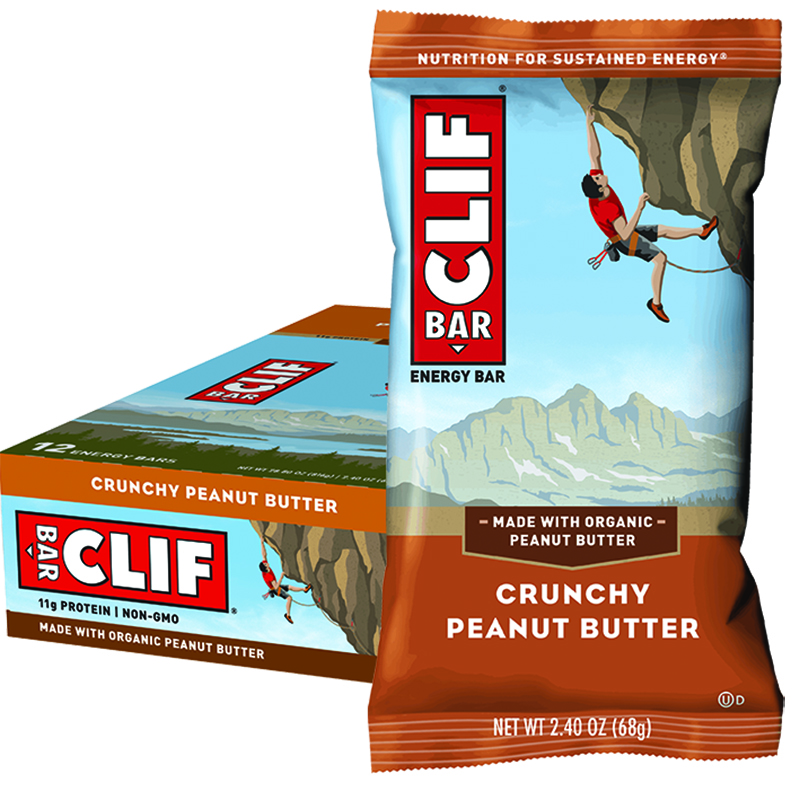 NUTRITION FOR SUSTAINED ENERGY®
CLIF®
BAR
ENERGY BAR
- MADE WITH ORGANIC -
PEANUT BUTTER
CRUNCHY
PEANUT BUTTER
U D
NET WT 2.40 OZ (68g)
CLIF
BAR
12 ENERGY BARS
CRUNCHY PEANUT BUTTER
BAR
CLIF®
11g PROTEIN | NON-GMO
MADE WITH ORGANIC PEANUT BUTTER